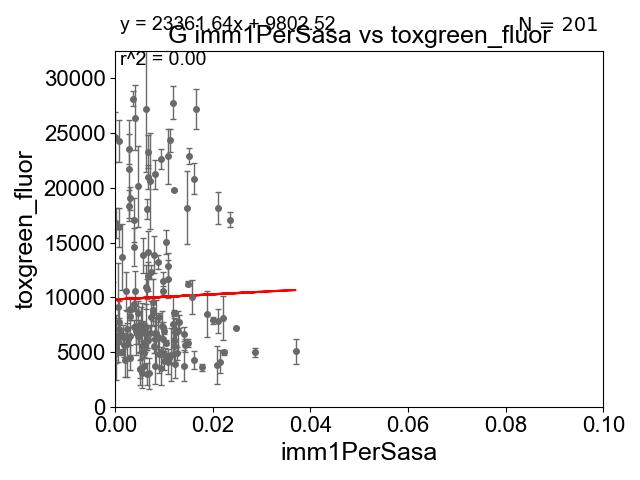 y = 23361.64x + 9802.52
N = 201
G imm1PerSasa vs toxgreen_fluor
r^2 = 0.00
30000
25000
20000
15000
10000
5000
0
toxgreen_fluor
0.00 0.02 0.04 0.06 0.08 0.10
imm1PerSasa